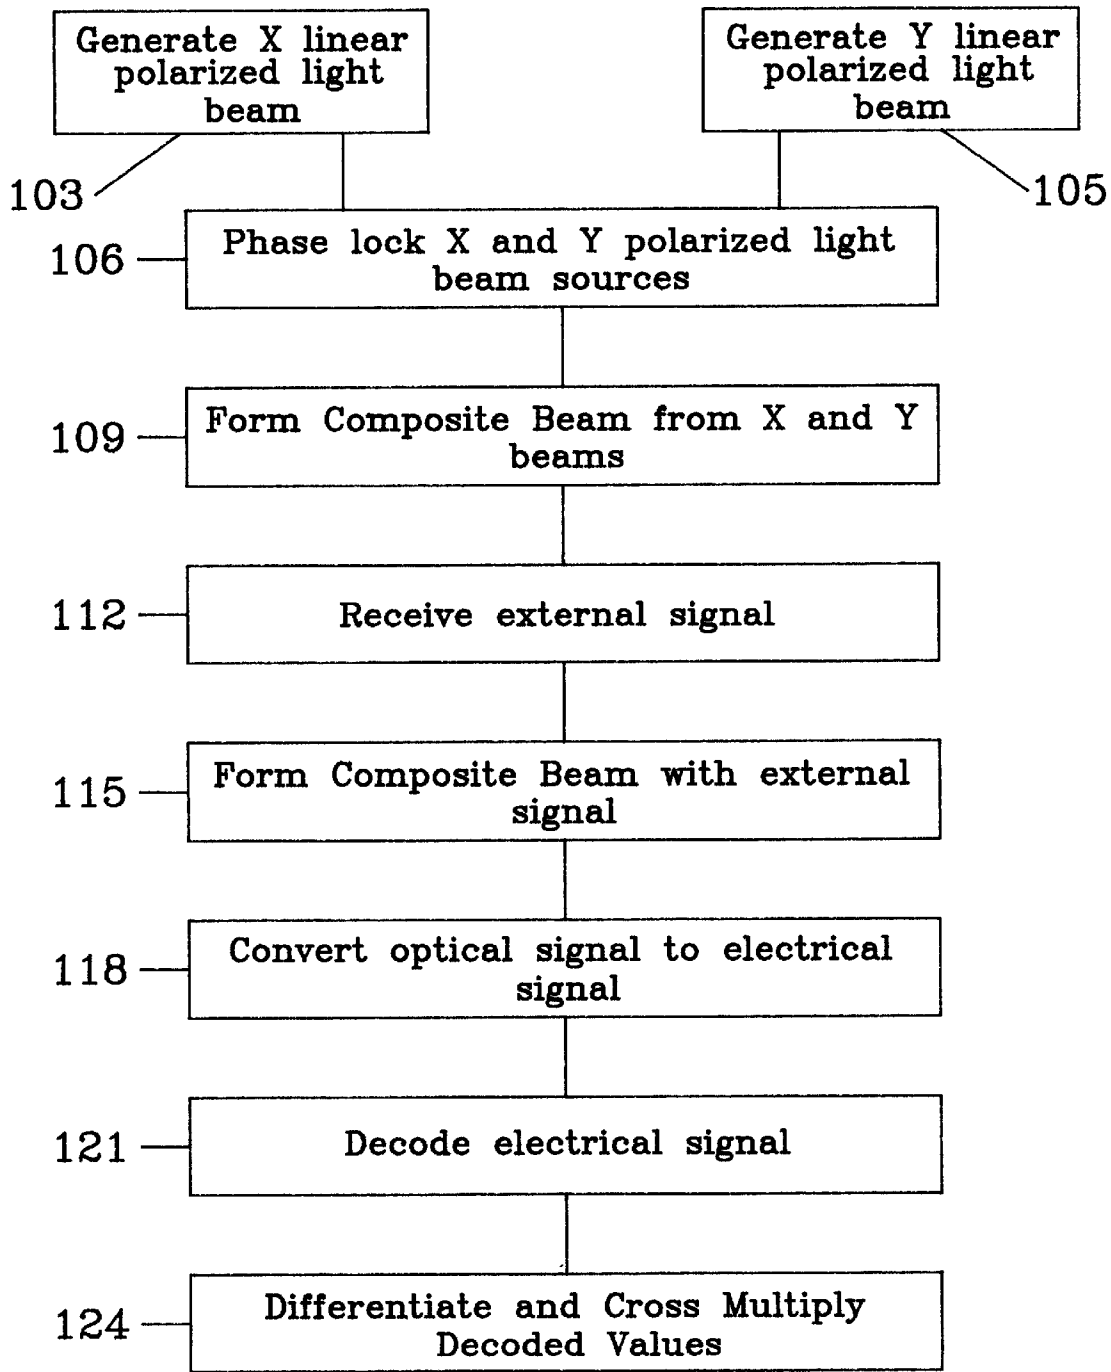 Generate X linear
polarized light
beam
Generate Y linear
polarized light
beam
103
105
106
Phase lock X and Y polarized light
beam sources
109
Form Composite Beam from X and Y
beams
112
Receive external signal
115
Form Composite Beam with external
signal
118
Convert optical signal to electrical
signal
121
Decode electrical signal
124
Differentiate and Cross Multiply
Decoded Values